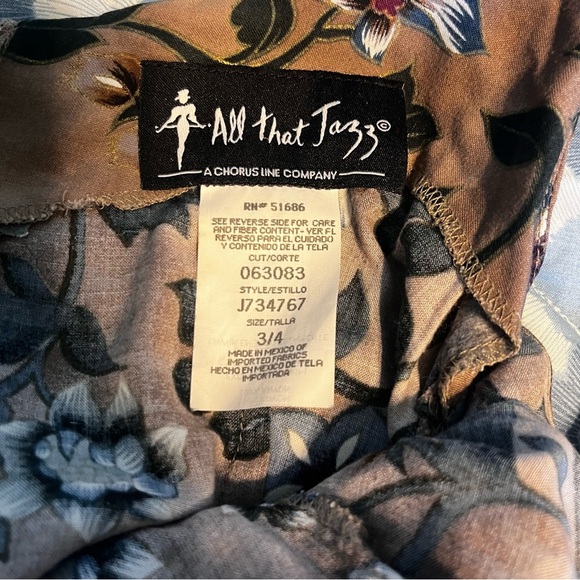 All that Jazz©
A CHORUS LINE COMPANY
RN# 51686
SEE REVERSE SIDE FOR CARE
AND FIBER CONTENT- VER FL
REVERSO PARA EL CUIDADO
Y CONTENIDO DE LA TELA
CUT/CORTE
063083
STYLE/ESTILLO
J734767
SIZE/TALLA
3/4
MADE IN MEXICO OF
IMPORTED FABRICS
HECHO EN MEXICO DE TELA
IMPORTADA